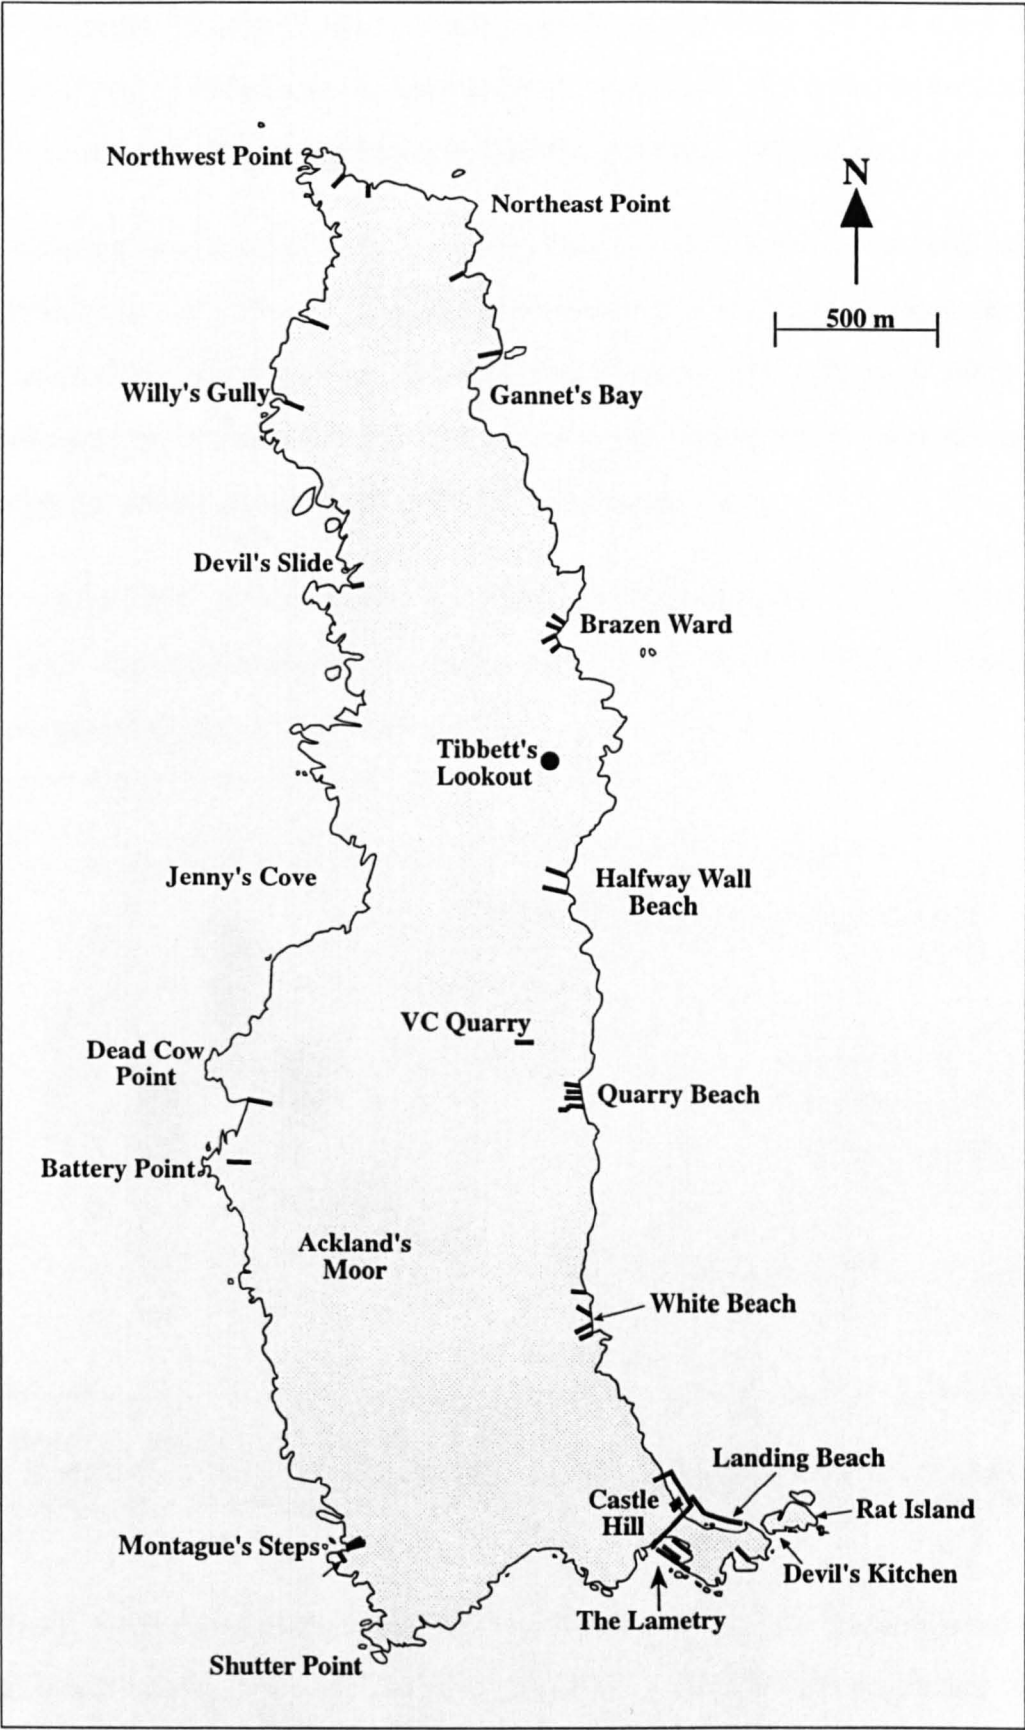 Northwest Point
N
Northeast Point
500 m
Willy's Gully
Gannet's Bay
Devil's Slide
Brazen Ward
Tibbett's
Lookout
Jenny's Cove
Halfway Wall
Beach
VC Quarry
Dead Cow
Point
Quarry Beach
Battery Point
Ackland's
Moor
White Beach
Landing Beach
Castle
Hill
Rat Island
Montague's Steps
Devil's Kitchen
The Lametry
Shutter Point